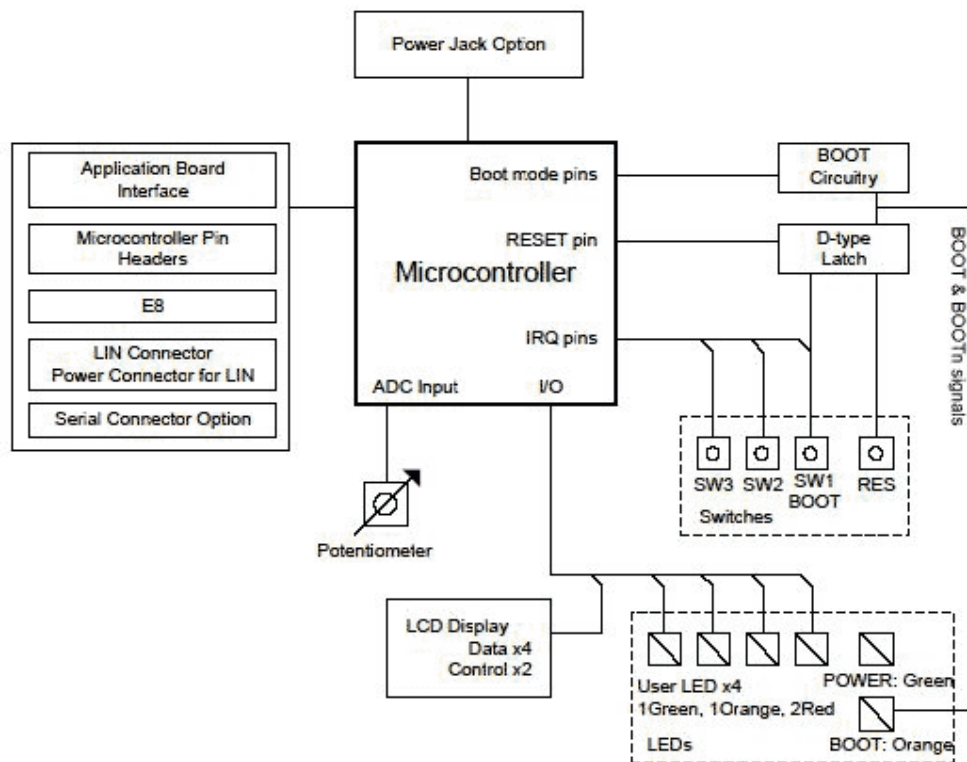 Power Jack Option
Application Board
Interface
Microcontroller Pin
Headers
E8
LIN Connector
Power Connector for LIN
Serial Connector Option
Boot mode pins
RESET pin
Microcontroller
IRQ pins
ADC Input
I/O
BOOT
Circuitry
D-type
Latch
BOOT & BOOTn signals
SW3
SW2
SW1
BOOT
RES
Switches
Potentiometer
LCD Display
Data x4
Control x2
User LED x4
1Green, 1Orange, 2Red
LEDs
POWER: Green
BOOT: Orange